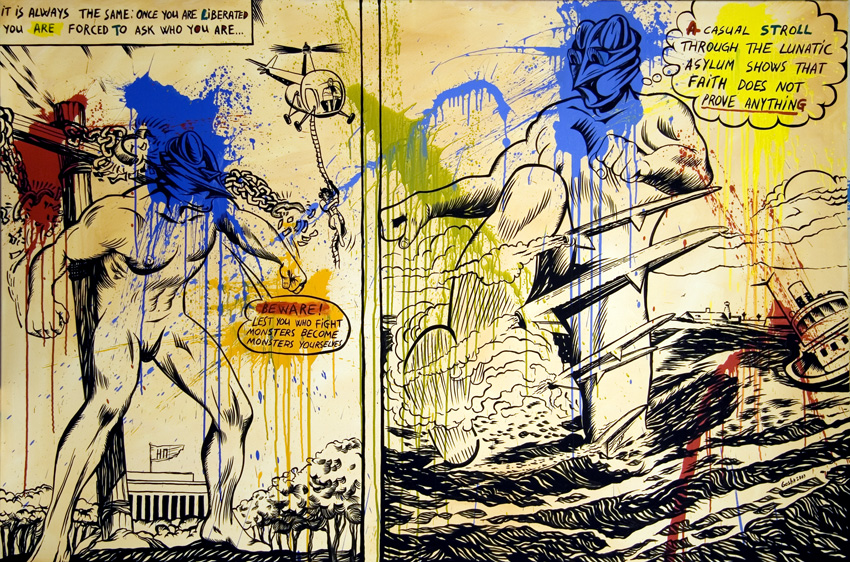 IT IS ALWAYS THE SAME: ONCE YOU ARE LIBERATED
YOU ARE FORCED TO ASK WHO YOU ARE...
BEWARE!
LEST YOU WHO FIGHT
MONSTERS BECOME
MONSTERS YOURSELVES
A CASUAL STROLL
THROUGH THE LUNATIC
ASYLUM SHOWS THAT
FAITH DOES NOT
PROVE ANYTHING
НП